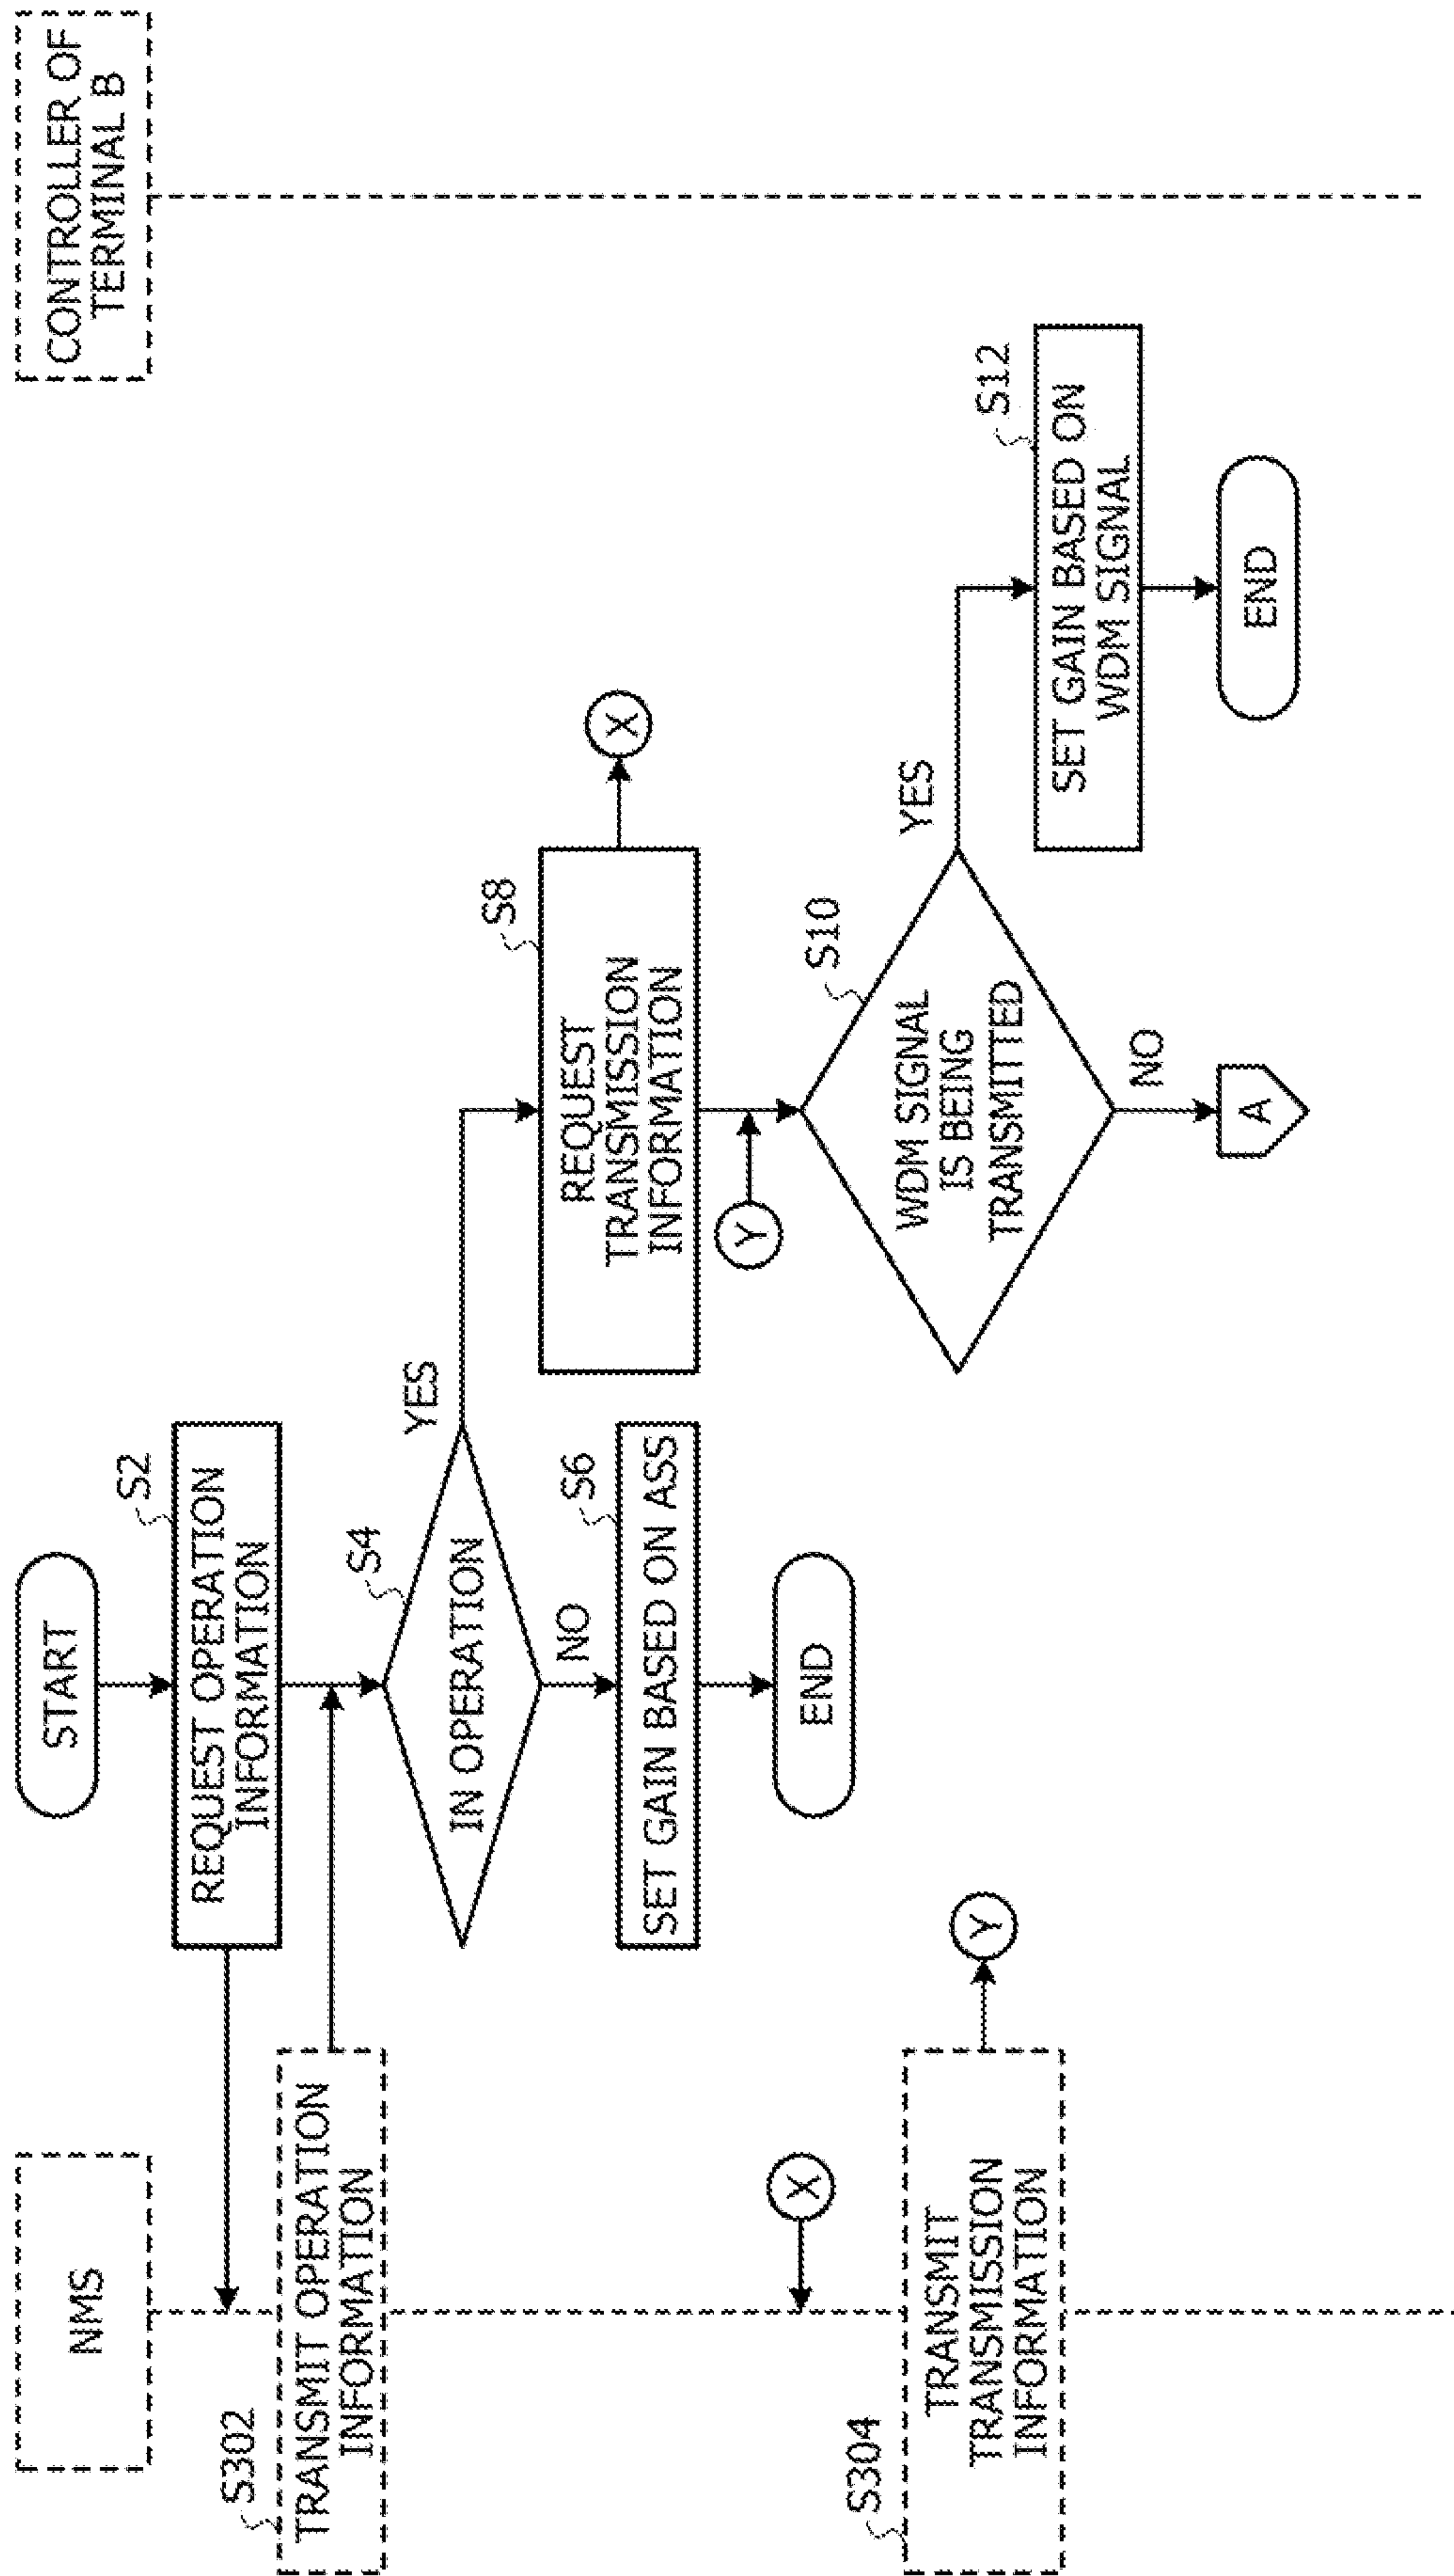 NMS
START
CONTROLLER OF
TERMINAL B
S2
REQUEST OPERATION
INFORMATION
S302
TRANSMIT OPERATION
INFORMATION
S4
IN OPERATION
YES
NO
S6
SET GAIN BASED ON ASS
END
S8
REQUEST
TRANSMISSION
INFORMATION
X
X
Y
S304
TRANSMIT
TRANSMISSION
INFORMATION
Y
S10
WDM SIGNAL
IS BEING
TRANSMITTED
YES
NO
A
S12
SET GAIN BASED ON
WDM SIGNAL
END